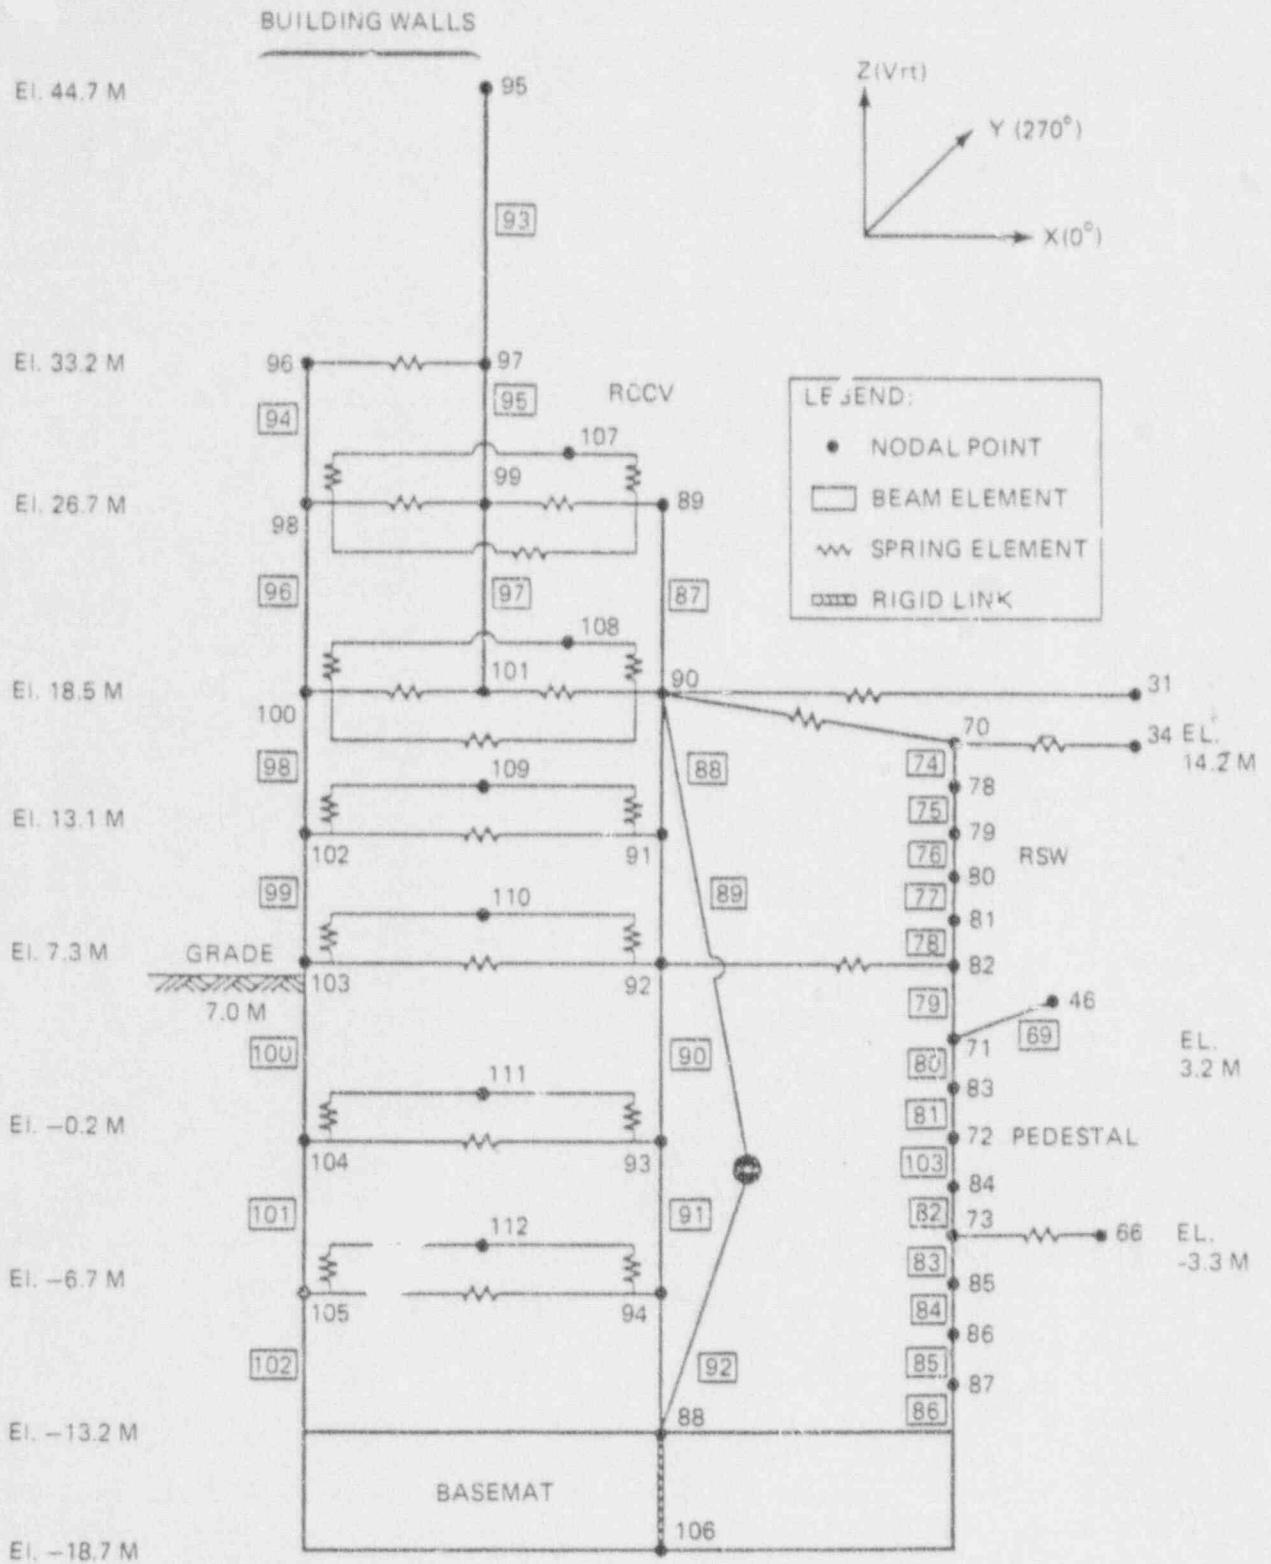 BUILDING WALLS
El. 44.7 M
95
Z(Vrt)
Y (270°)
X(0°)
93
El. 33.2 M
96
97
94
95
RCCV
LEGEND:
NODAL POINT
BEAM ELEMENT
SPRING ELEMENT
RIGID LINK
107
El. 26.7 M
98
99
89
96
97
87
108
El. 18.5 M
100
101
90
31
70
34 EL.
14.2 M
98
109
88
74
78
75
El. 13.1 M
102
91
79
76
RSW
80
99
110
89
77
81
78
El. 7.3 M
GRADE
103
92
82
7.0 M
79
46
69
71
EL.
3.2 M
100
90
80
83
111
81
El. −0.2 M
104
93
72
PEDESTAL
103
84
101
91
82
73
66
EL.
-3.3 M
112
83
El. −6.7 M
105
94
85
84
86
102
92
85
87
86
El. −13.2 M
88
BASEMAT
106
El. −18.7 M